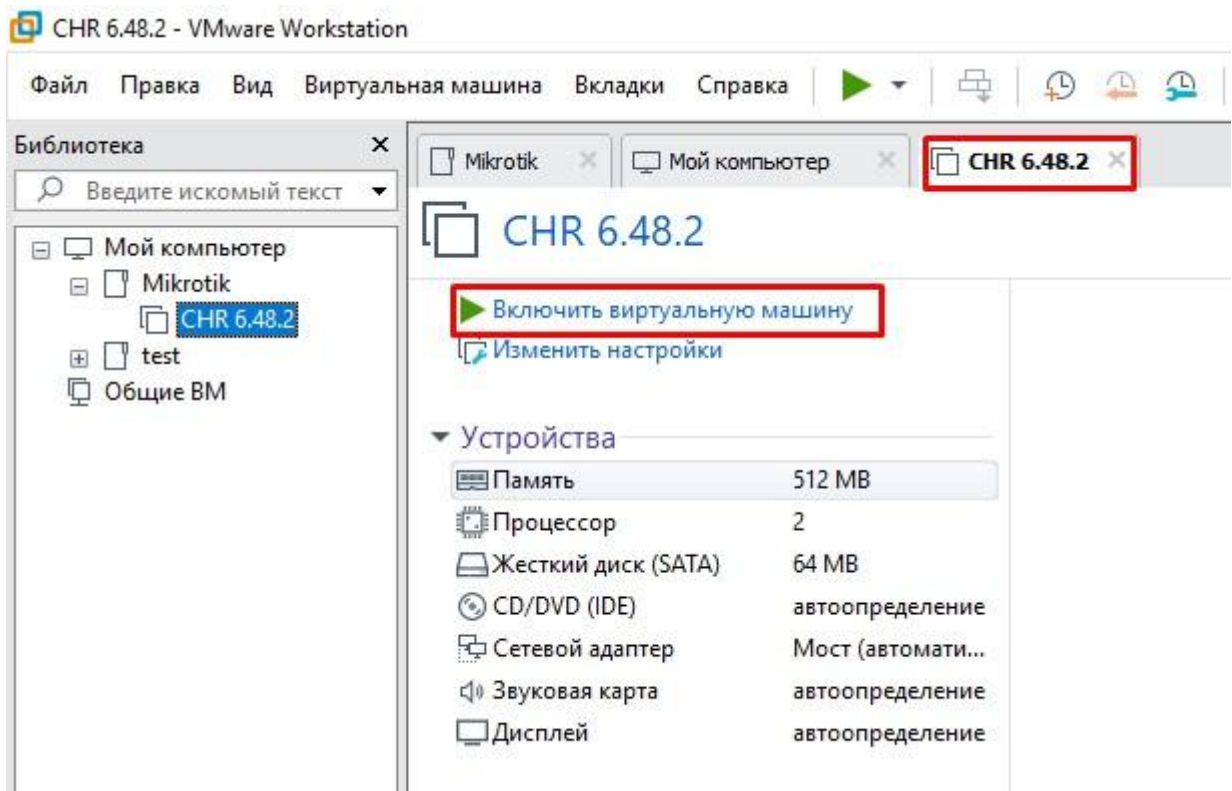 CHR 6.48.2 - VMware Workstation
Файл Правка Вид Виртуальная машина Вкладки Справка
Библиотека
Введите искомый текст
Мой компьютер
Mikrotik
CHR 6.48.2
test
Общие ВМ
Mikrotik Мой компьютер CHR 6.48.2
CHR 6.48.2
Включить виртуальную машину
Изменить настройки
Устройства
Память 512 MB
Процессор 2
Жесткий диск (SATA) 64 MB
CD/DVD (IDE) автоопределение
Сетевой адаптер Мост (автомати...
Звуковая карта автоопределение
Дисплей автоопределение